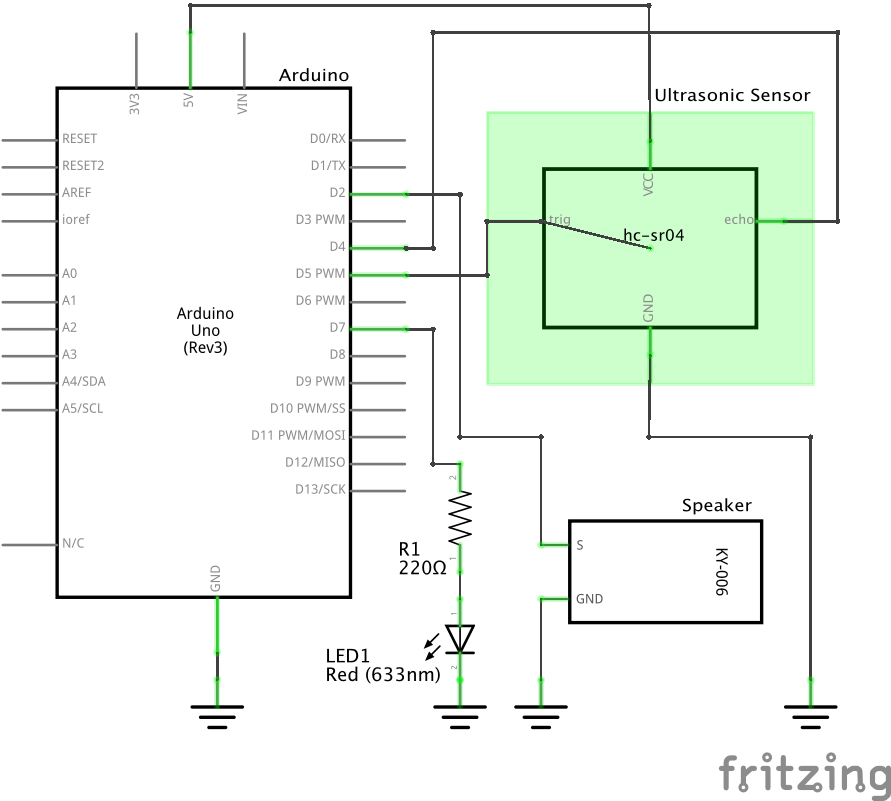 Arduino
3V3
5V
VIN
Ultrasonic Sensor
RESET
D0/RX
RESET2
D1/TX
AREF
D2
ioref
D3 PWM
D4
A0
D5 PWM
A1
D6 PWM
A2
D7
A3
D8
A4/SDA
D9 PWM
A5/SCL
D10 PWM/SS
D11 PWM/MOSI
D12/MISO
D13/SCK
N/C
GND
Arduino
Uno
(Rev3)
VCC
trig
echo
hc-sr04
GND
2
R1
220Ω
1
1
LED1
Red (633nm)
2
Speaker
S
GND
KY-006
fritzing